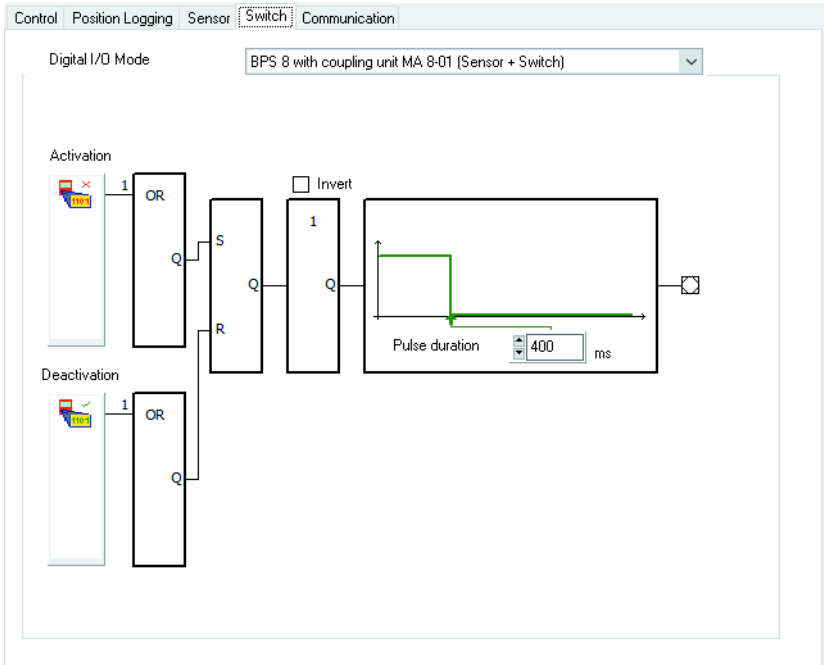 Control Position Logging Sensor Switch Communication
Digital I/O Mode BPS 8 with coupling unit MA 8-01 (Sensor + Switch)
Activation
1
OR
Q
S
R
Q
Invert
1
Q
Pulse duration 400 ms
Deactivation
1
OR
Q